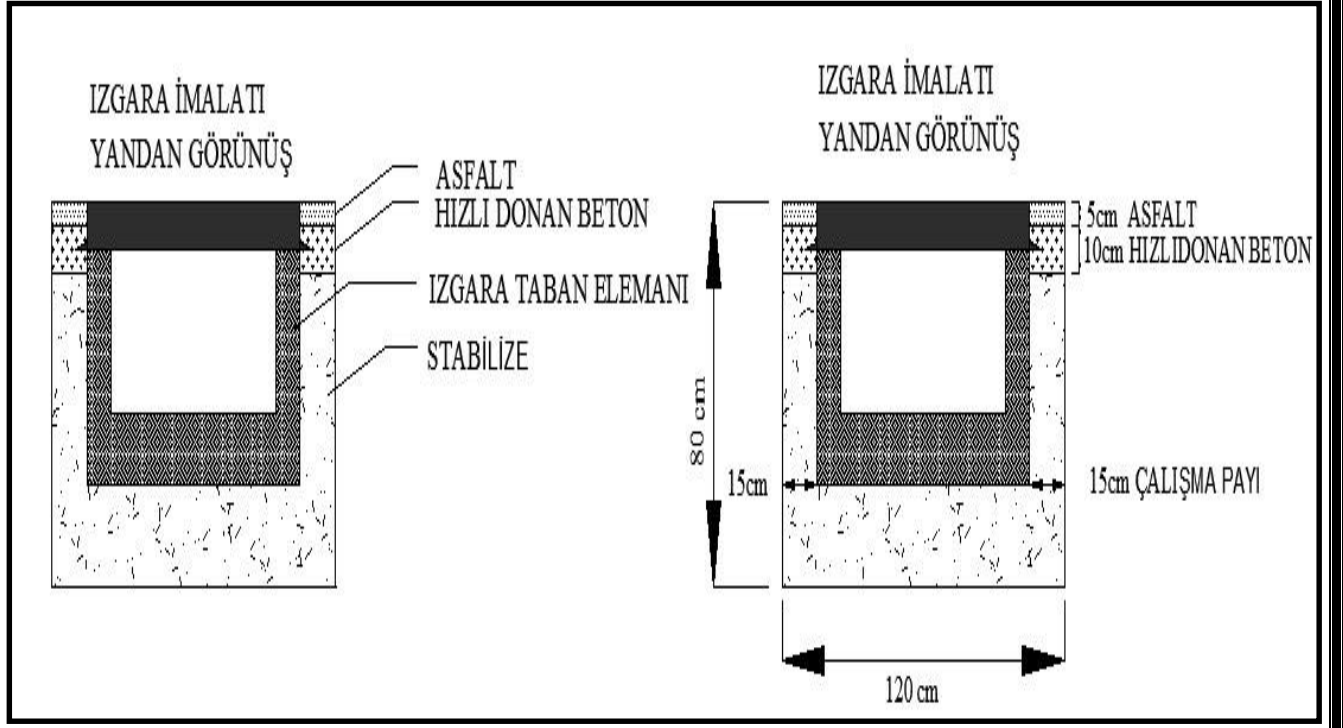 IZGARA İMALATI
YANDAN GÖRÜNÜŞ
ASFALT
HIZLI DONAN BETON
IZGARA TABAN ELEMANI
STABİLİZE
IZGARA İMALATI
YANDAN GÖRÜNÜŞ
5cm ASFALT
10cm HIZLIDONAN BETON
80 cm
15cm
15cm ÇALIŞMA PAYI
120 cm